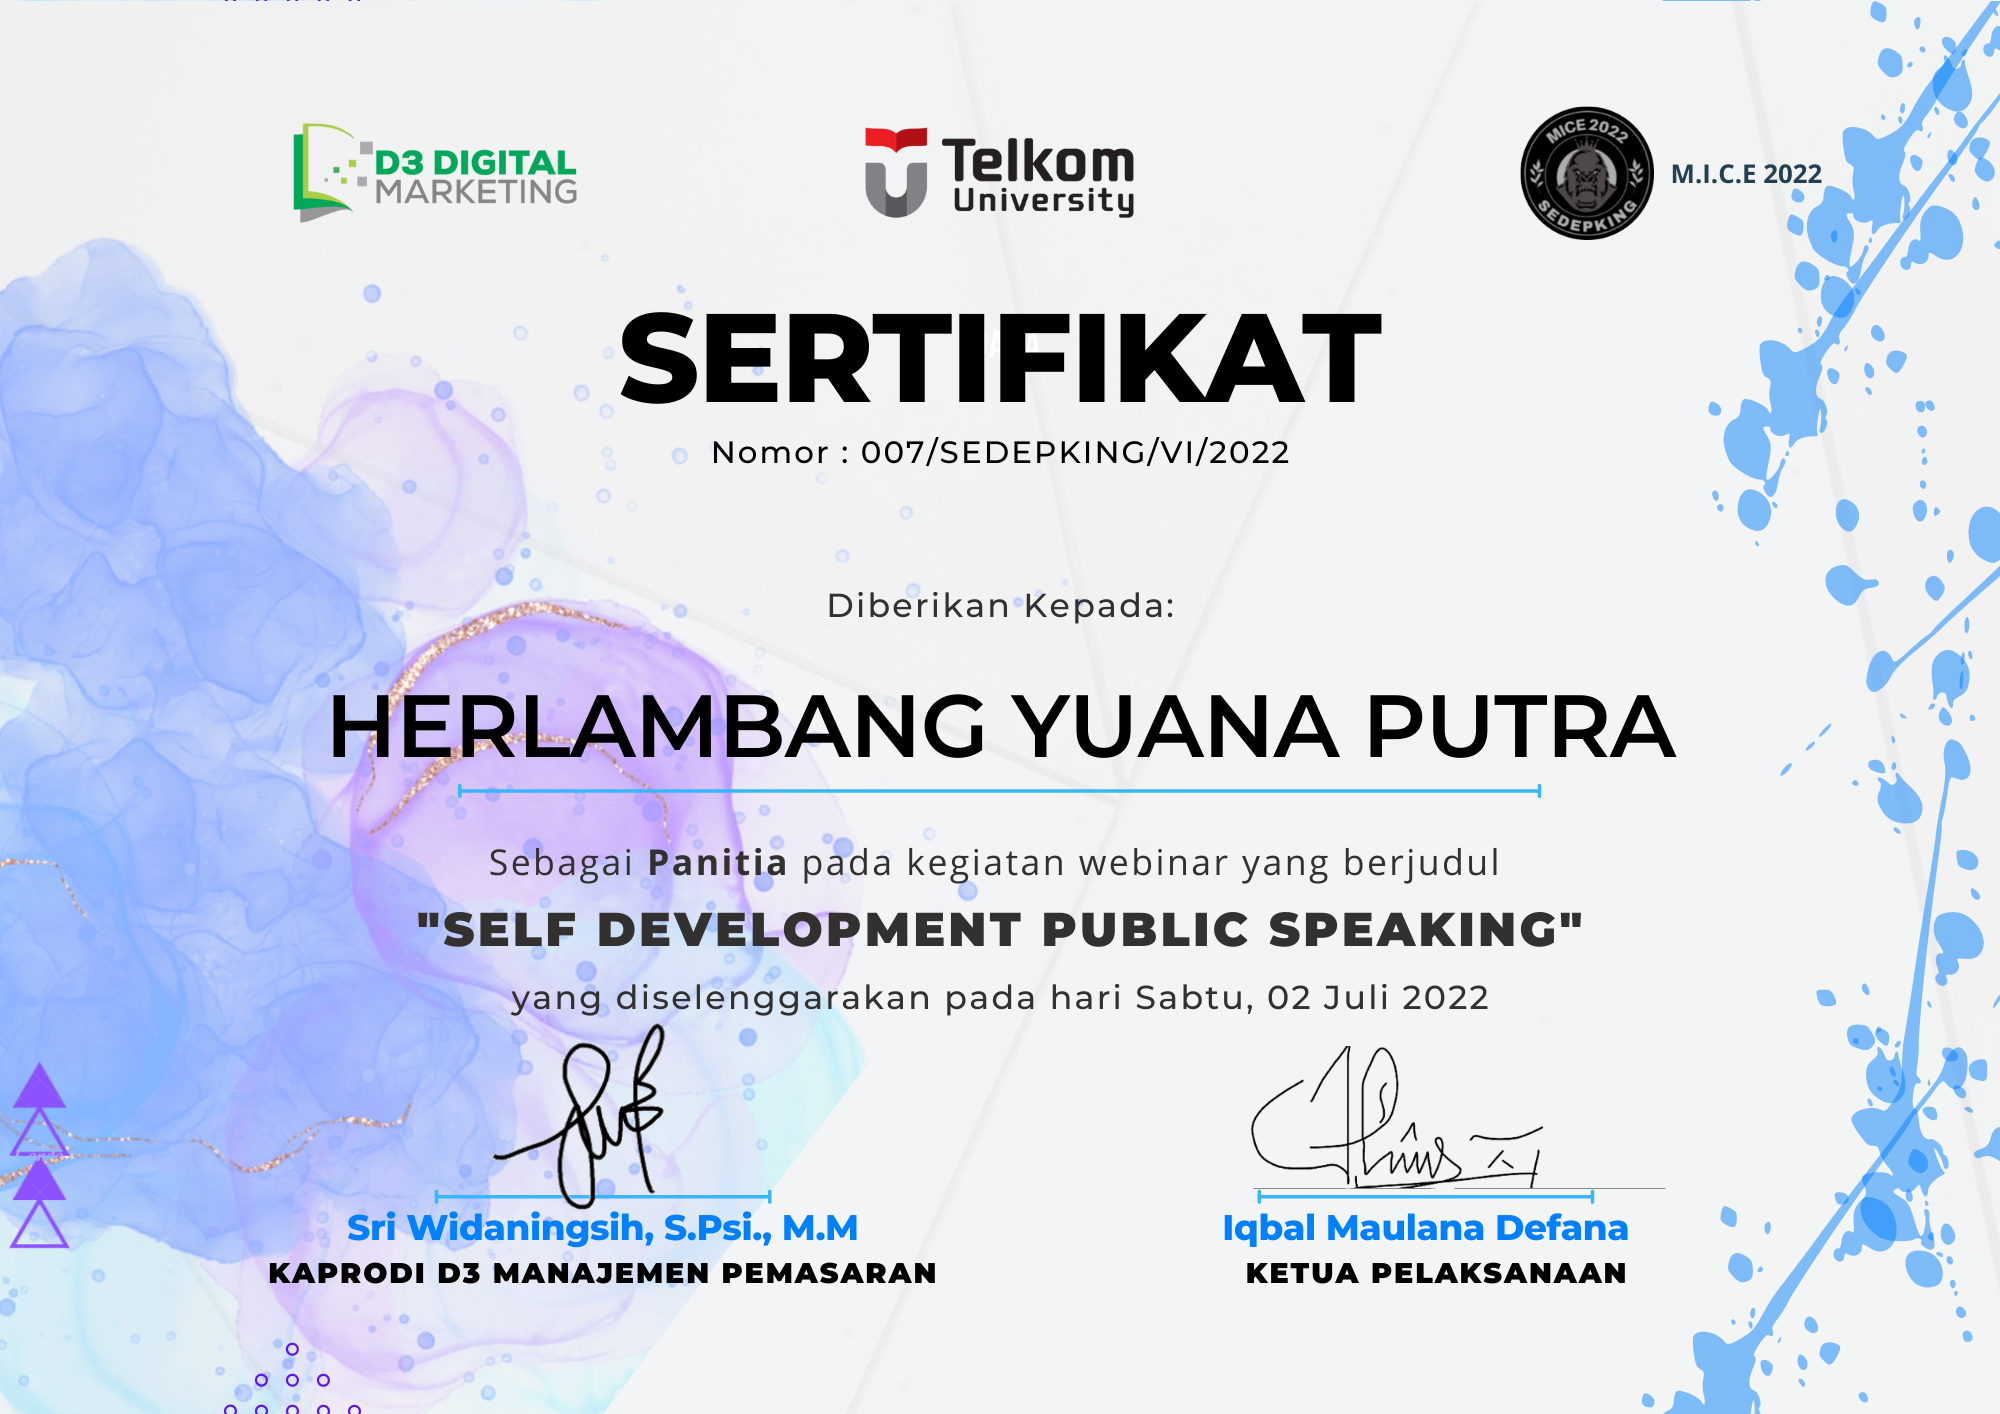 D3 DIGITAL
MARKETING
Telkom
University
MICE 2022
SEDEPKING
M.I.C.E 2022
SERTIFIKAT
Nomor : 007/SEDEPKING/VI/2022
Diberikan Kepada:
HERLAMBANG YUANA PUTRA
Sebagai Panitia pada kegiatan webinar yang berjudul
"SELF DEVELOPMENT PUBLIC SPEAKING"
yang diselenggarakan pada hari Sabtu, 02 Juli 2022
Sri Widaningsih, S.Psi., M.M
KAPRODI D3 MANAJEMEN PEMASARAN
Iqbal Maulana Defana
KETUA PELAKSANAAN